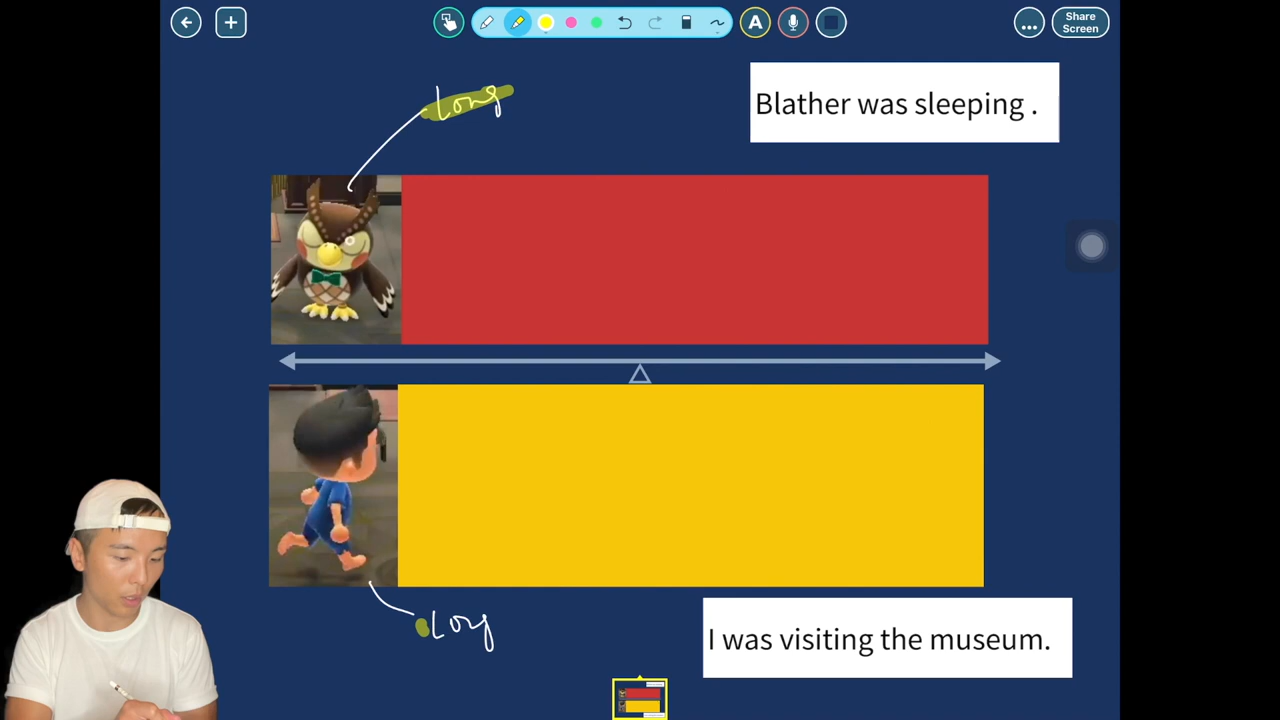 A
Share
Screen
Long
Blather was sleeping .
Long
I was visiting the museum.